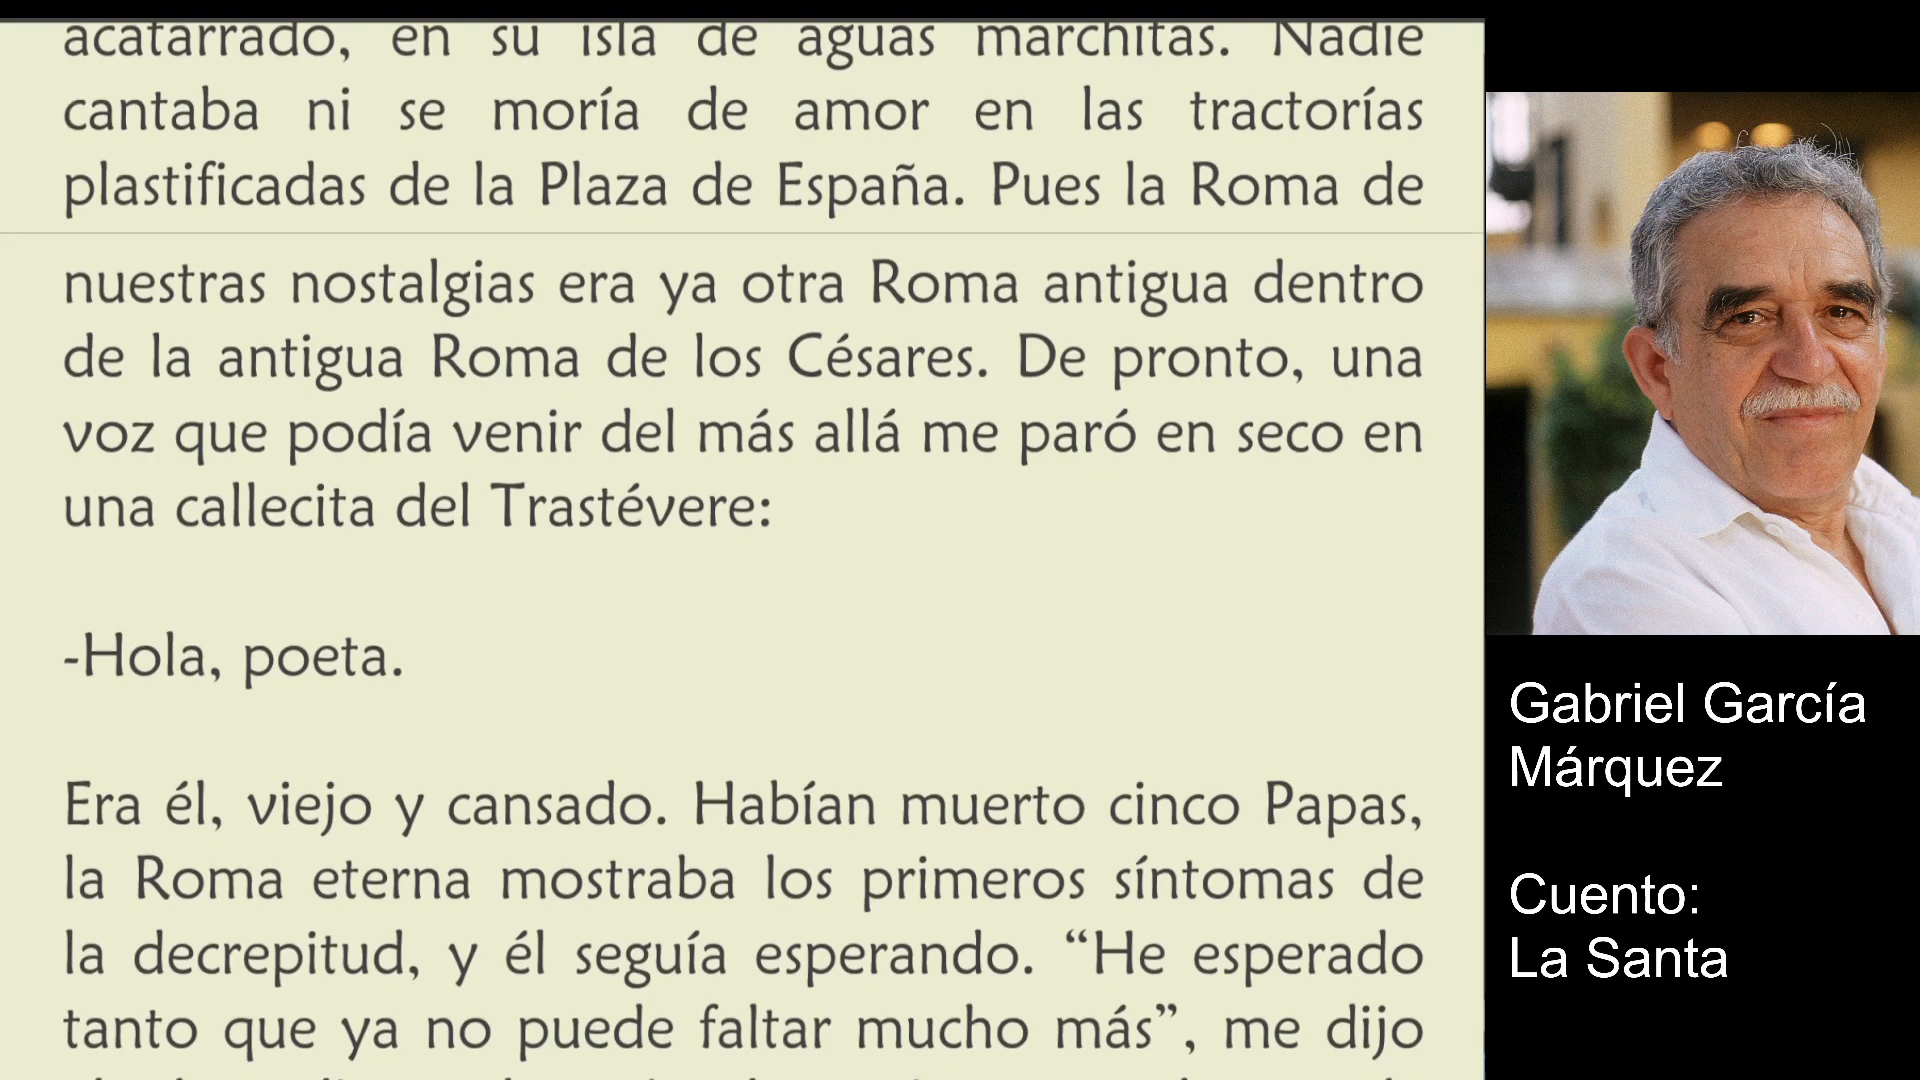 acatarrado, en su isla de aguas marchitas. Nadie
cantaba ni se moría de amor en las tractorías
plastificadas de la Plaza de España. Pues la Roma de
nuestras nostalgias era ya otra Roma antigua dentro
de la antigua Roma de los Césares. De pronto, una
voz que podía venir del más allá me paró en seco en
una callecita del Trastévere:
-Hola, poeta.
Era él, viejo y cansado. Habían muerto cinco Papas,
la Roma eterna mostraba los primeros síntomas de
la decrepitud, y él seguía esperando. “He esperado
tanto que ya no puede faltar mucho más”, me dijo
Gabriel García
Márquez
Cuento:
La Santa